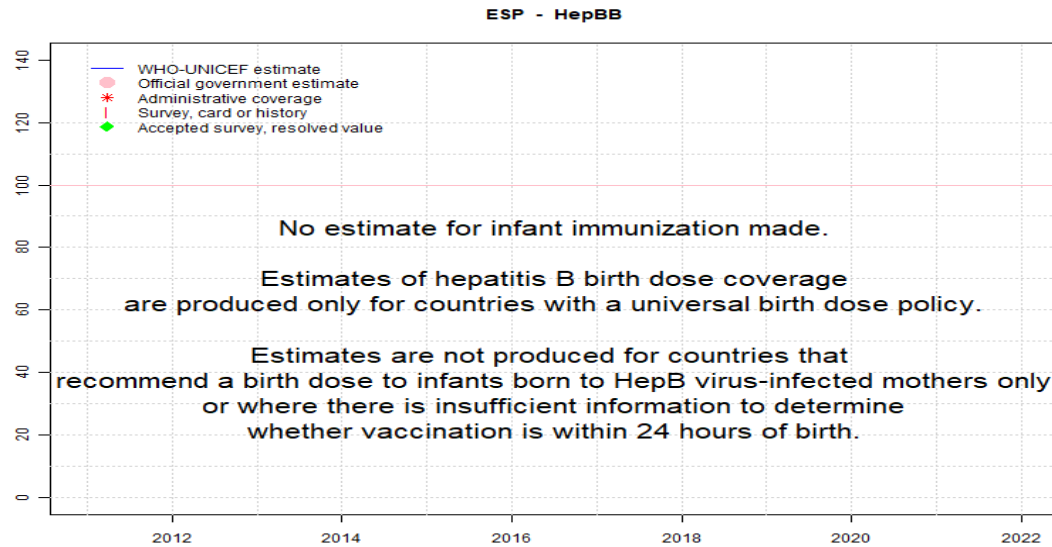 ESP - HepBB
140
120
100
80
60
40
20
0
WHO-UNICEF estimate
Official government estimate
Administrative coverage
Survey, card or history
Accepted survey, resolved value
No estimate for infant immunization made.
Estimates of hepatitis B birth dose coverage
are produced only for countries with a universal birth dose policy.
Estimates are not produced for countries that
recommend a birth dose to infants born to HepB virus-infected mothers only
or where there is insufficient information to determine
whether vaccination is within 24 hours of birth.
2012 2014 2016 2018 2020 2022